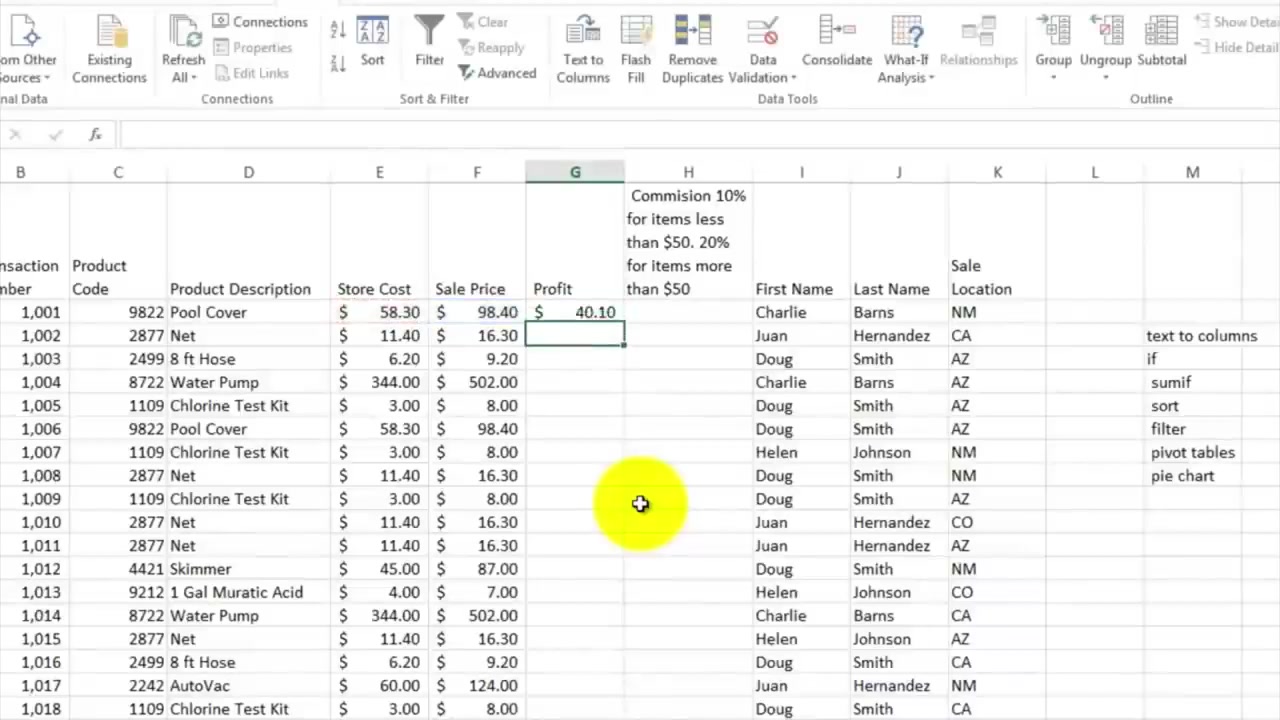 om Other
Sources
Existing
Connections
Refresh
All
Connections
Properties
Edit Links
Sort
Filter
Clear
Reapply
Advanced
Text to
Columns
Flash
Fill
Remove
Duplicates
Data
Validation
Consolidate
What-If
Analysis
Relationships
Group
Ungroup
Subtotal
Show Detai
Hide Detail
nal Data
Connections
Sort & Filter
Data Tools
Outline
fx
B C D E F G H I J K L M
nsaction
mber
Product
Code
Product Description
Store Cost
Sale Price
Profit
Commision 10%
for items less
than $50. 20%
for items more
than $50
First Name
Last Name
Sale
Location
1,001 9822 Pool Cover $ 58.30 $ 98.40 $ 40.10 Charlie Barns NM
1,002 2877 Net $ 11.40 $ 16.30 Juan Hernandez CA text to columns
1,003 2499 8 ft Hose $ 6.20 $ 9.20 Doug Smith AZ if
1,004 8722 Water Pump $ 344.00 $ 502.00 Charlie Barns AZ sumif
1,005 1109 Chlorine Test Kit $ 3.00 $ 8.00 Doug Smith AZ sort
1,006 9822 Pool Cover $ 58.30 $ 98.40 Doug Smith AZ filter
1,007 1109 Chlorine Test Kit $ 3.00 $ 8.00 Helen Johnson NM pivot tables
1,008 2877 Net $ 11.40 $ 16.30 Doug Smith NM pie chart
1,009 1109 Chlorine Test Kit $ 3.00 $ 8.00 Doug Smith AZ
1,010 2877 Net $ 11.40 $ 16.30 Juan Hernandez CO
1,011 2877 Net $ 11.40 $ 16.30 Juan Hernandez AZ
1,012 4421 Skimmer $ 45.00 $ 87.00 Doug Smith NM
1,013 9212 1 Gal Muratic Acid $ 4.00 $ 7.00 Helen Johnson CO
1,014 8722 Water Pump $ 344.00 $ 502.00 Charlie Barns CA
1,015 2877 Net $ 11.40 $ 16.30 Helen Johnson AZ
1,016 2499 8 ft Hose $ 6.20 $ 9.20 Doug Smith CA
1,017 2242 AutoVac $ 60.00 $ 124.00 Juan Hernandez NM
1,018 1109 Chlorine Test Kit $ 3.00 $ 8.00 Doug Smith CA